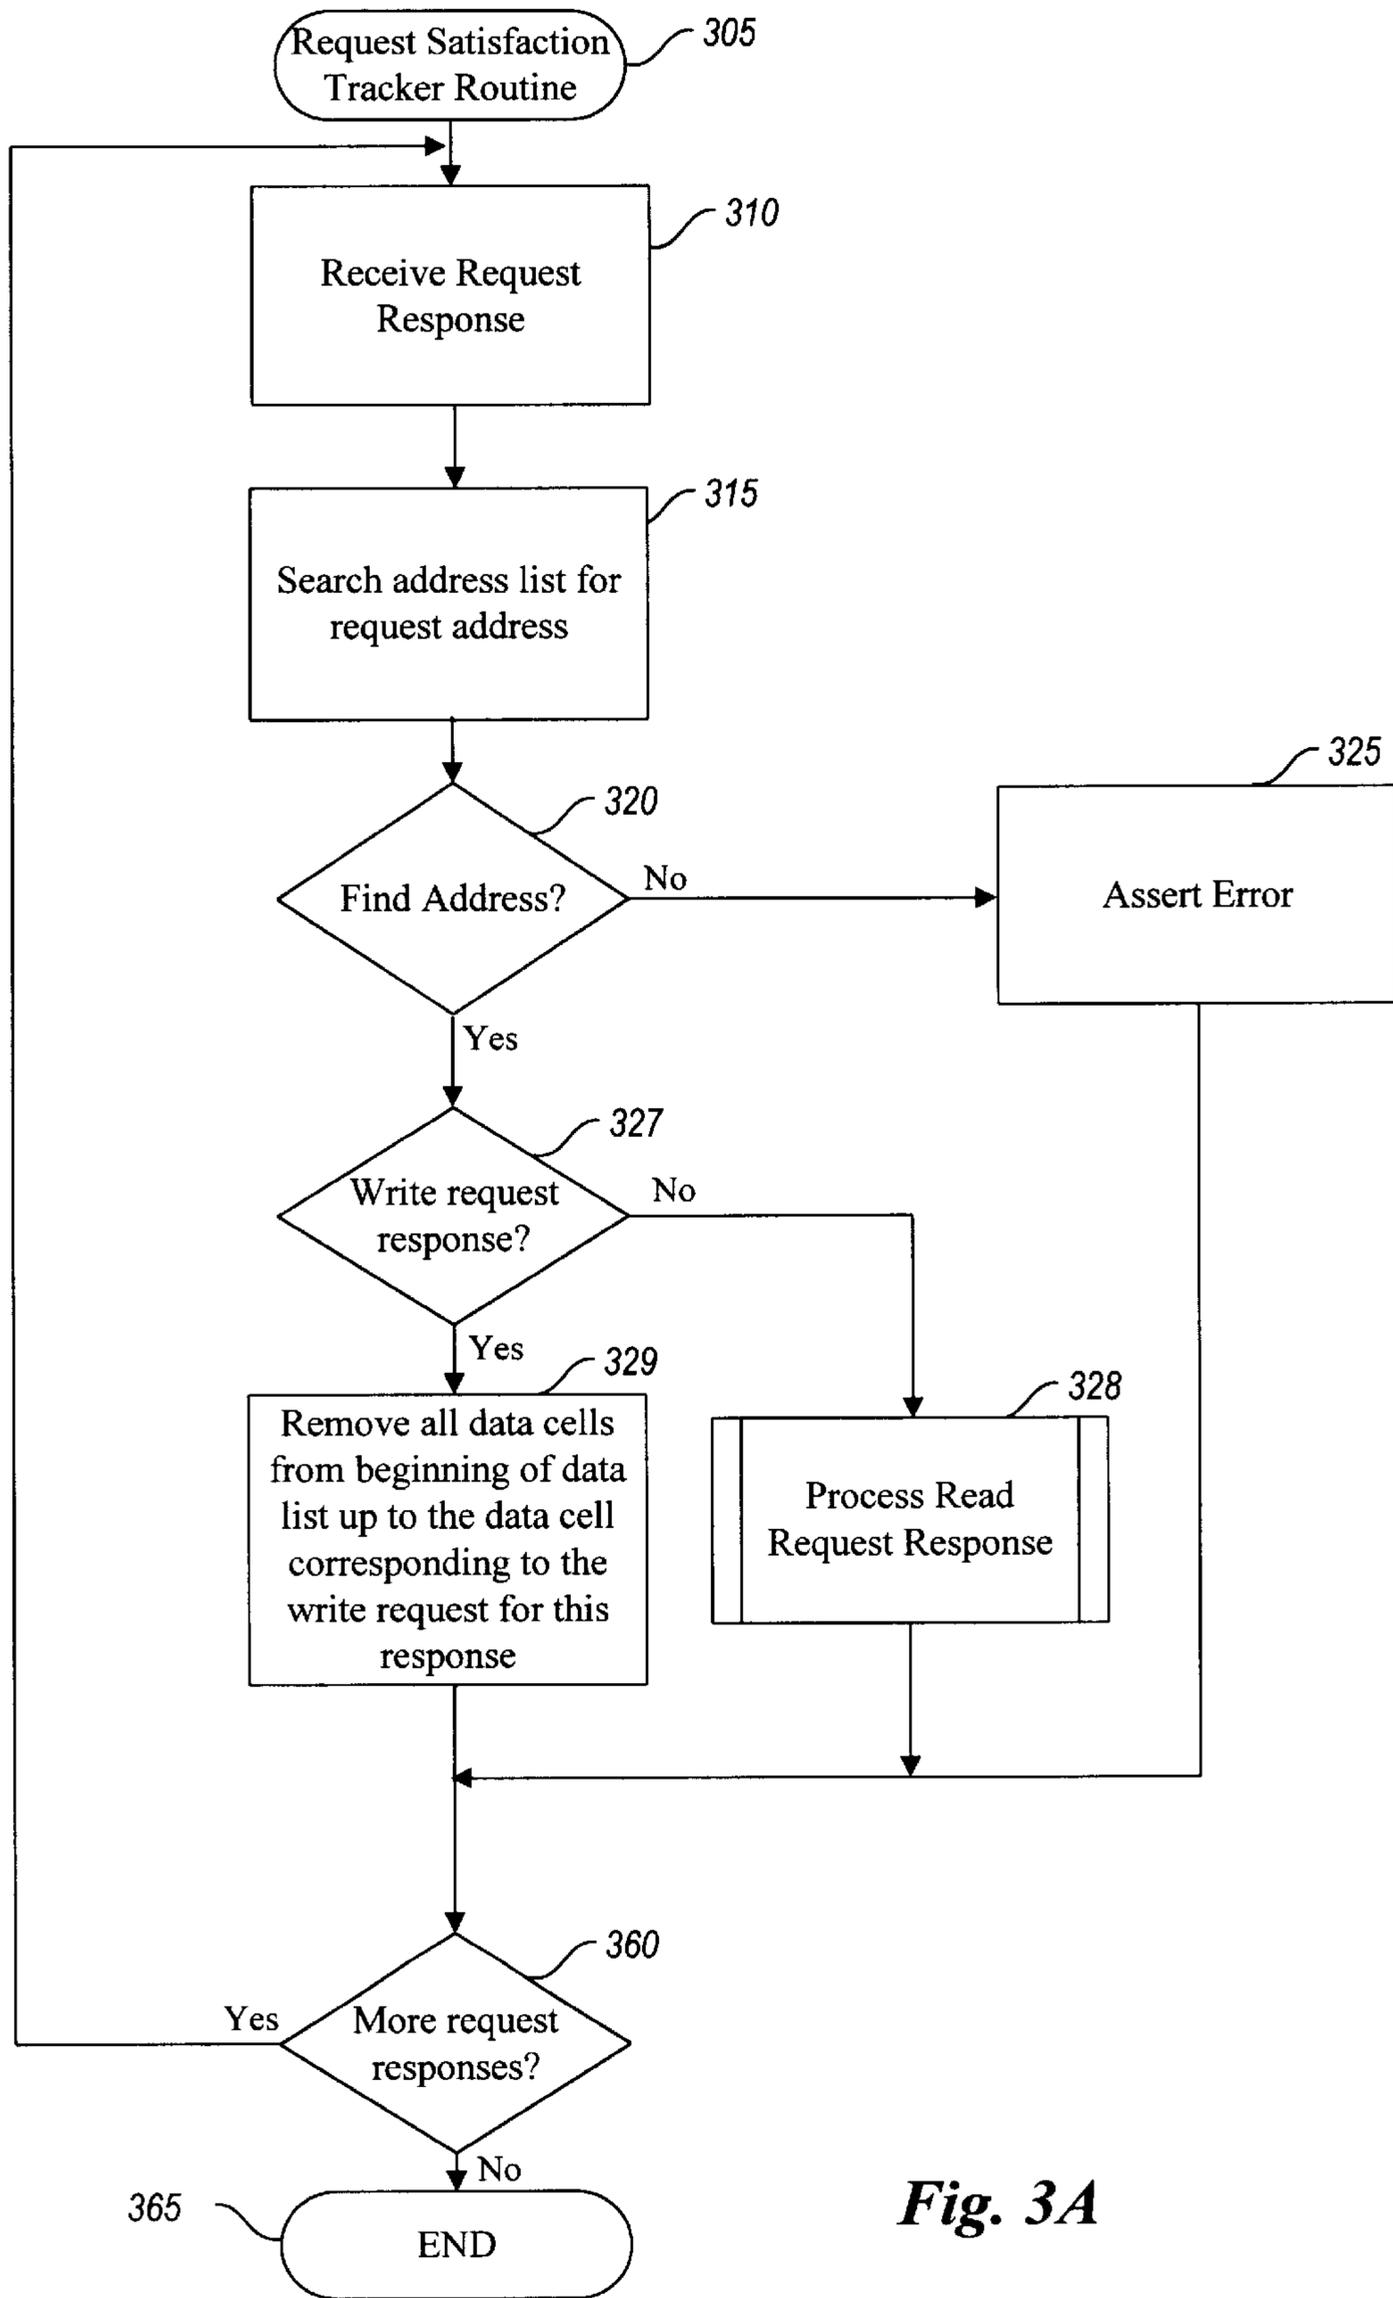 Request Satisfaction
Tracker Routine
305
310
Receive Request
Response
315
Search address list for
request address
320
Find Address?
No
325
Assert Error
Yes
327
Write request
response?
No
Yes
329
Remove all data cells
from beginning of data
list up to the data cell
corresponding to the
write request for this
response
328
Process Read
Request Response
360
More request
responses?
Yes
No
365
END
Fig. 3A